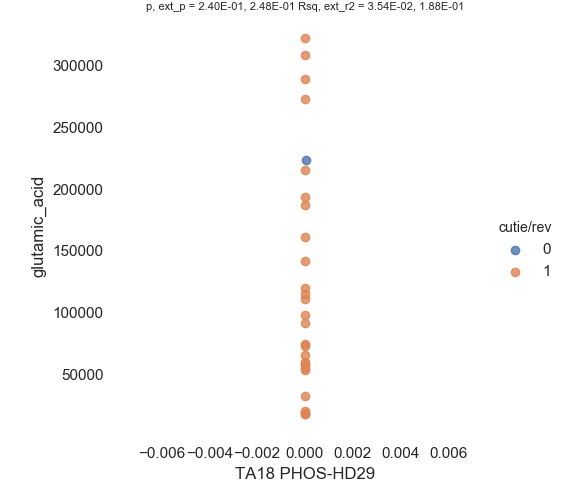 p, ext_p = 2.40E-01, 2.48E-01 Rsq, ext_r2 = 3.54E-02, 1.88E-01
300000
250000
200000
150000
100000
50000
glutamic_acid
cutie/rev
0
1
−0.006 −0.004 −0.002 0.000 0.002 0.004 0.006
TA18 PHOS-HD29